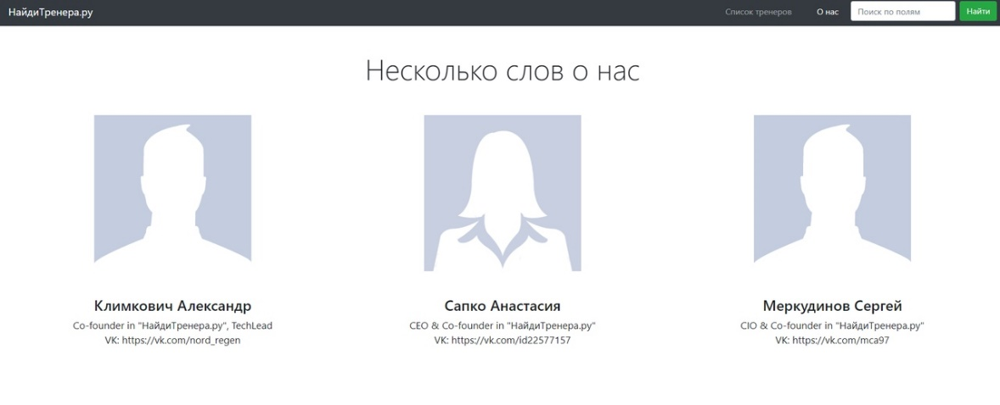 НайдиТренера.ру
Список тренеров
О нас
Поиск по полям
Найти
Несколько слов о нас
Климкович Александр
Co-founder in "НайдиТренера.ру", TechLead
VK: https://vk.com/nord_regen
Сапко Анастасия
CEO & Co-founder in "НайдиТренера.ру"
VK: https://vk.com/id22577157
Меркудинов Сергей
CIO & Co-founder in "НайдиТренера.ру"
VK: https://vk.com/mca97